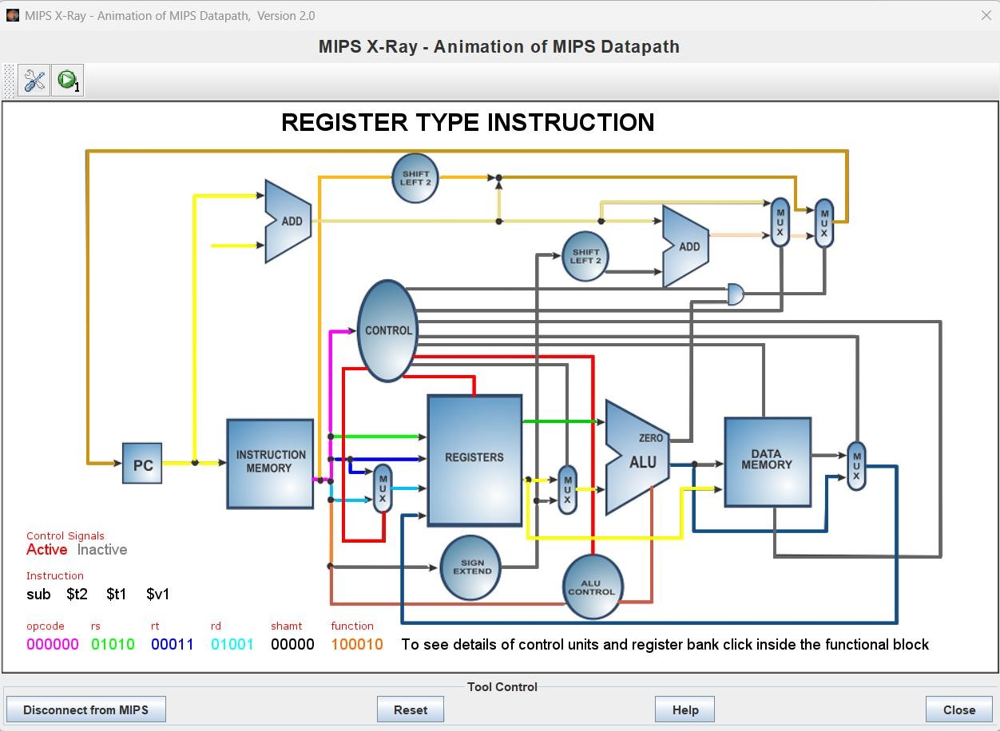 MIPS X-Ray - Animation of MIPS Datapath, Version 2.0
MIPS X-Ray - Animation of MIPS Datapath
1
REGISTER TYPE INSTRUCTION
SHIFT
LEFT 2
ADD
MUX
MUX
SHIFT
LEFT 2
ADD
CONTROL
PC
INSTRUCTION
MEMORY
MUX
REGISTERS
MUX
ZERO
ALU
DATA
MEMORY
MUX
SIGN
EXTEND
ALU
CONTROL
Control Signals
Active Inactive
Instruction
sub $t2 $t1 $v1
opcode rs rt rd shamt function
000000 01010 00011 01001 00000 100010
To see details of control units and register bank click inside the functional block
Tool Control
Disconnect from MIPS Reset Help Close